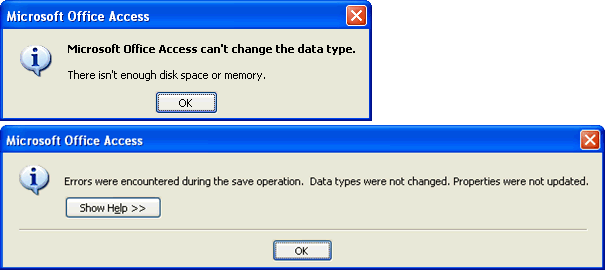 Microsoft Office Access
Microsoft Office Access can't change the data type.
There isn't enough disk space or memory.
OK
Microsoft Office Access
Errors were encountered during the save operation.  Data types were not changed. Properties were not updated.
Show Help >>
OK